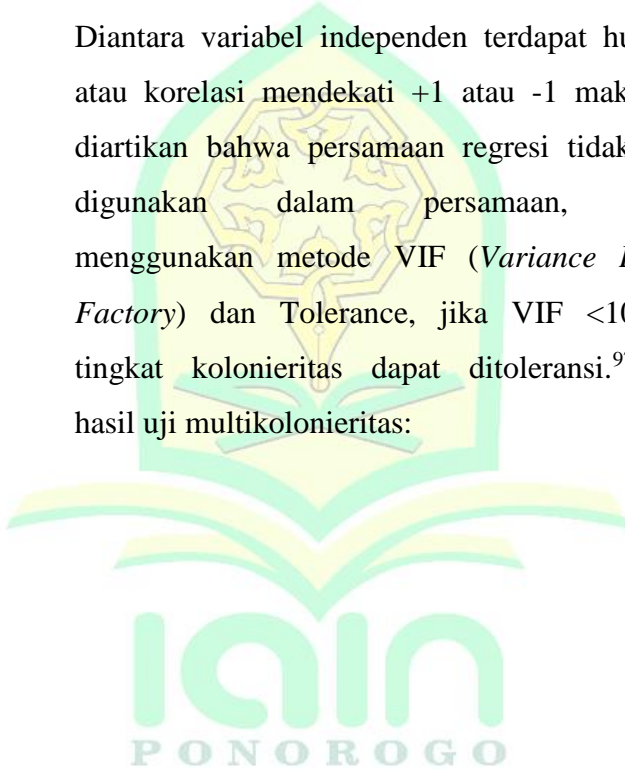 Diantara variabel independen terdapat hu
atau korelasi mendekati +1 atau -1 mak
diartikan bahwa persamaan regresi tidak
digunakan dalam persamaan,
menggunakan metode VIF (Variance I
Factory) dan Tolerance, jika VIF <10
tingkat kolonieritas dapat ditoleransi.9
hasil uji multikolonieritas:
iain
PONOROGO